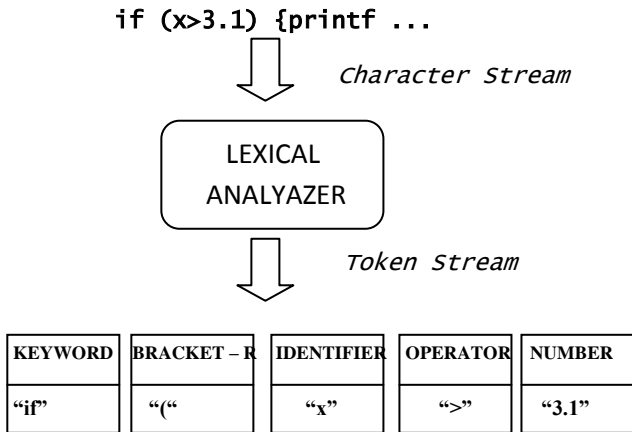 if (x>3.1) {printf ...
Character Stream
LEXICAL
ANALYAZER
Token Stream
KEYWORD BRACKET – R IDENTIFIER OPERATOR NUMBER
“if” “(“ “x” “>” “3.1”